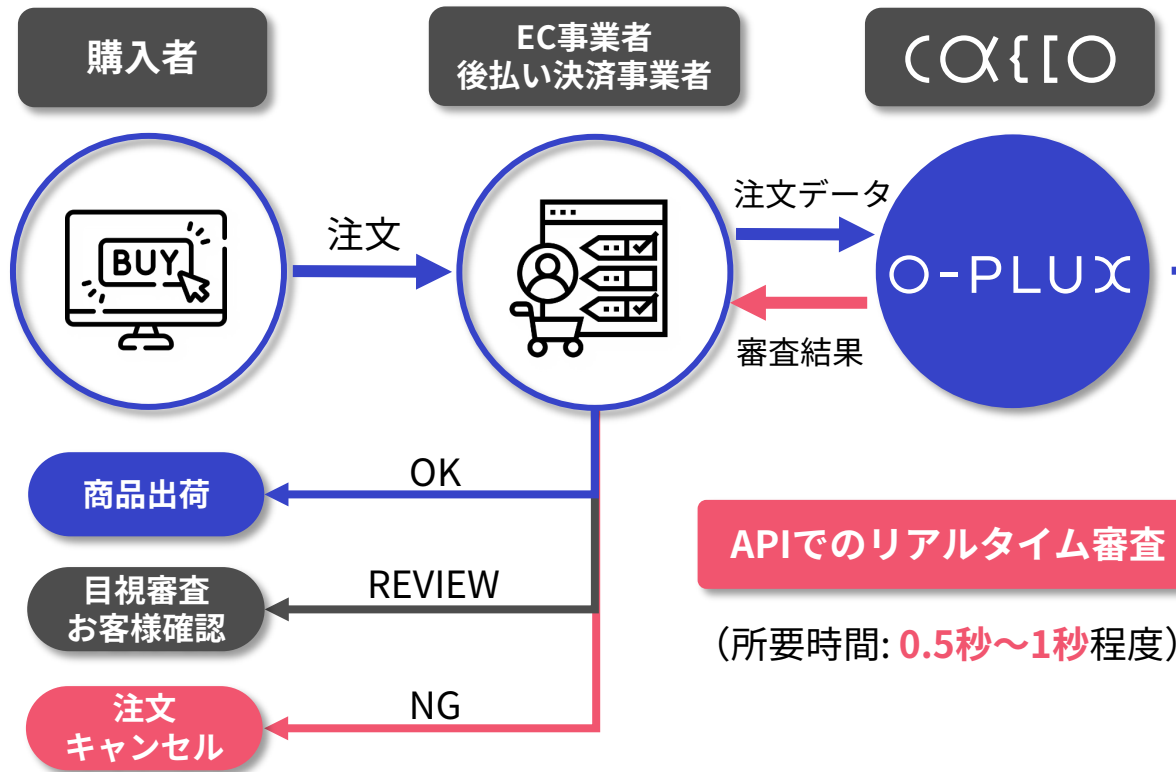 購入者
EC事業者
後払い決済事業者
BUY
注文
注文データ
O-PLUX
審査結果
OK
商品出荷
REVIEW
目視審査
お客様確認
NG
注文
キャンセル
APIでのリアルタイム審査
（所要時間: 0.5秒〜1秒程度）